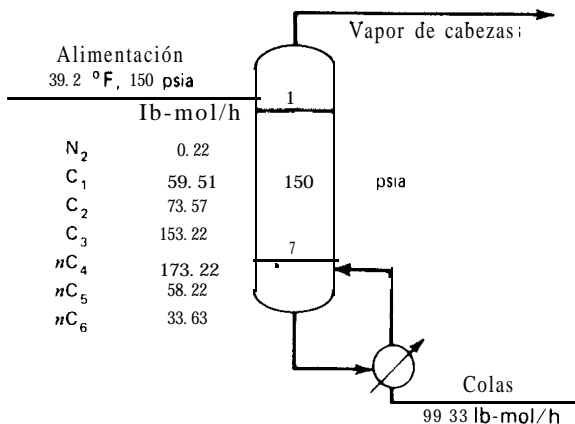 Vapor de cabezas
Alimentación
39.2 °F, 150 psia
1
lb-mol/h
N2 0.22
C1 59.51
150 psia
C2 73.57
C3 153.22
7
nC4 173.22
nC5 58.22
nC6 33.63
Colas
99 33 lb-mol/h